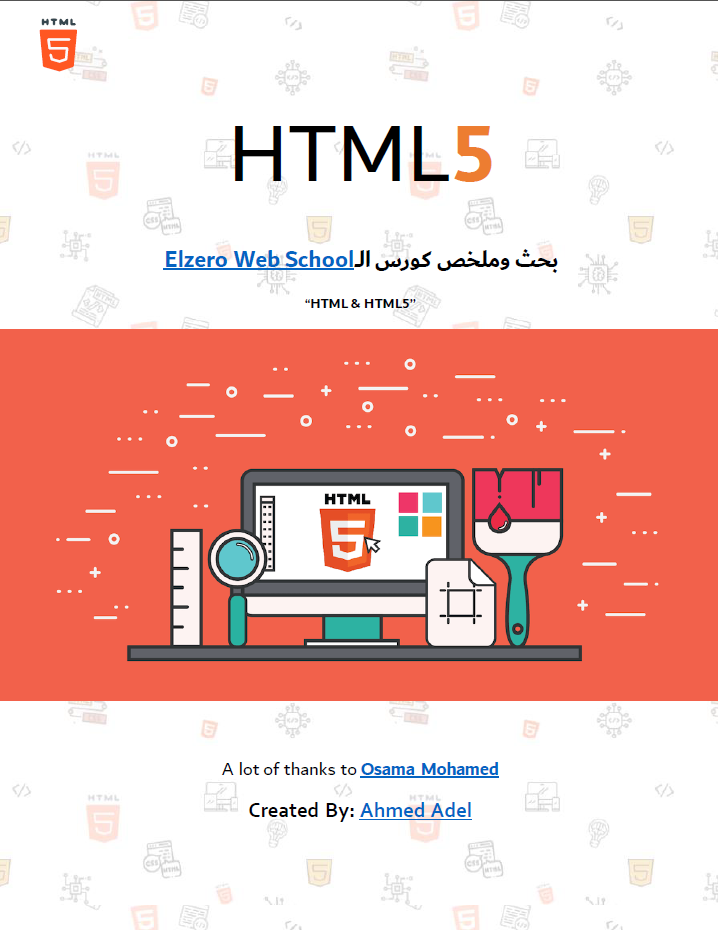 HTML
HTML5
بحث وملخص كورس الـElzero Web School
“HTML & HTML5”
HTML
5
A lot of thanks to Osama Mohamed
Created By: Ahmed Adel